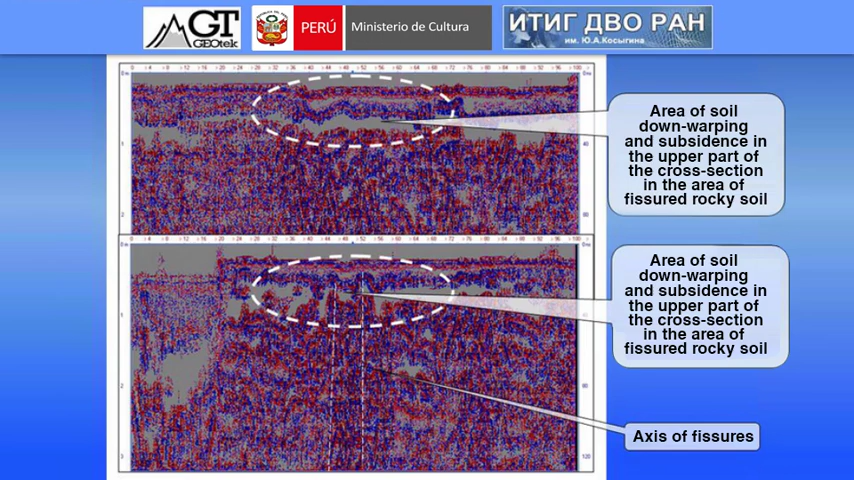 GT
GEOtek
PERÚ
Ministerio de Cultura
ИТИГ ДВО РАН
им. Ю.А.Косыгина
Area of soil
down-warping
and subsidence in
the upper part of
the cross-section
in the area of
fissured rocky soil
Area of soil
down-warping
and subsidence in
the upper part of
the cross-section
in the area of
fissured rocky soil
Axis of fissures